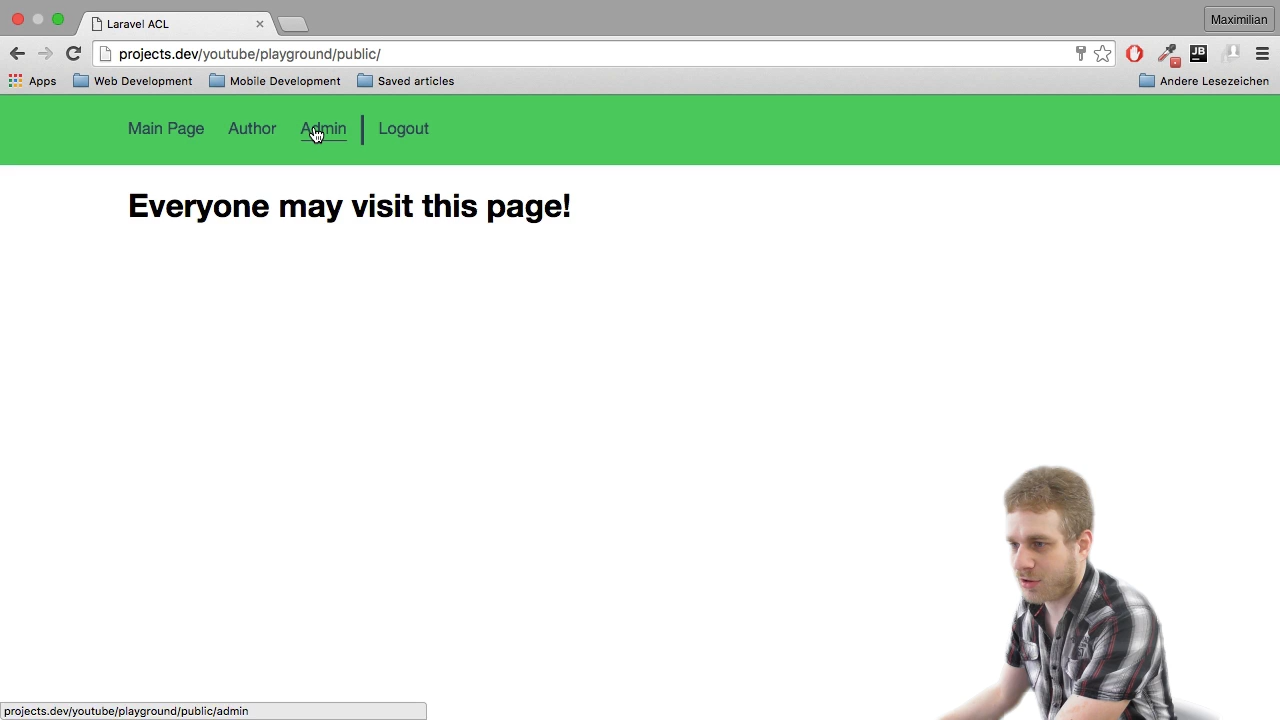 Laravel ACL
Maximilian
projects.dev/youtube/playground/public/
JB
Apps
Web Development
Mobile Development
Saved articles
Andere Lesezeichen
Main Page
Author
Admin
Logout
Everyone may visit this page!
projects.dev/youtube/playground/public/admin